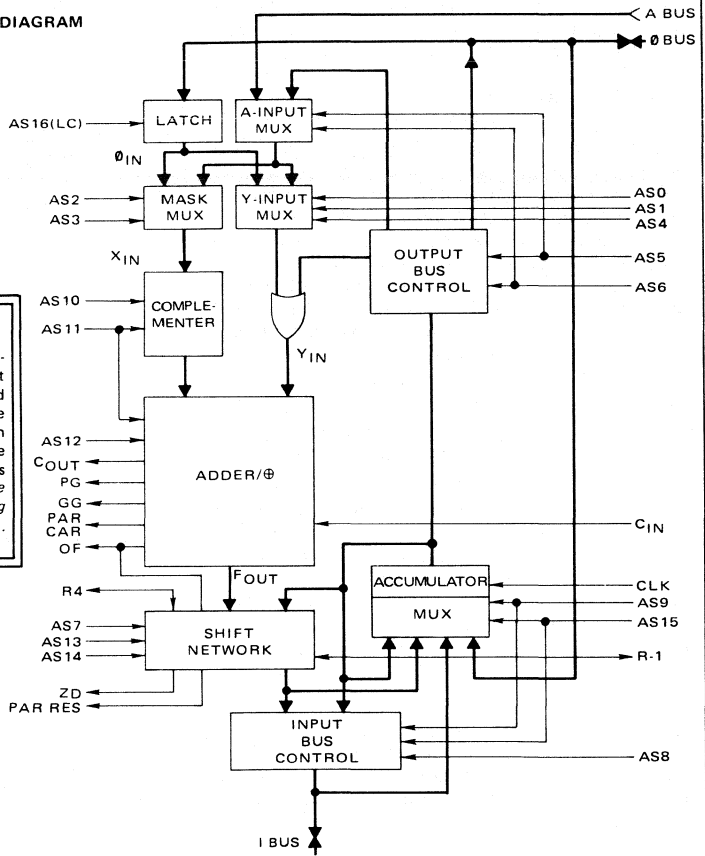 DIAGRAM
A BUS
Ø BUS
AS16(LC)
LATCH
A-INPUT
MUX
ØIN
AS2
AS3
MASK
MUX
Y-INPUT
MUX
AS0
AS1
AS4
XIN
OUTPUT
BUS
CONTROL
AS5
AS6
AS10
AS11
COMPLE-
MENTER
YIN
t
d
e
n
e
s
e
g
AS12
COUT
PG
GG
PAR
CAR
OF
ADDER/⊕
CIN
FOUT
ACCUMULATOR
MUX
CLK
AS9
AS15
R4
AS7
AS13
AS14
SHIFT
NETWORK
R-1
ZD
PAR RES
INPUT
BUS
CONTROL
AS8
I BUS